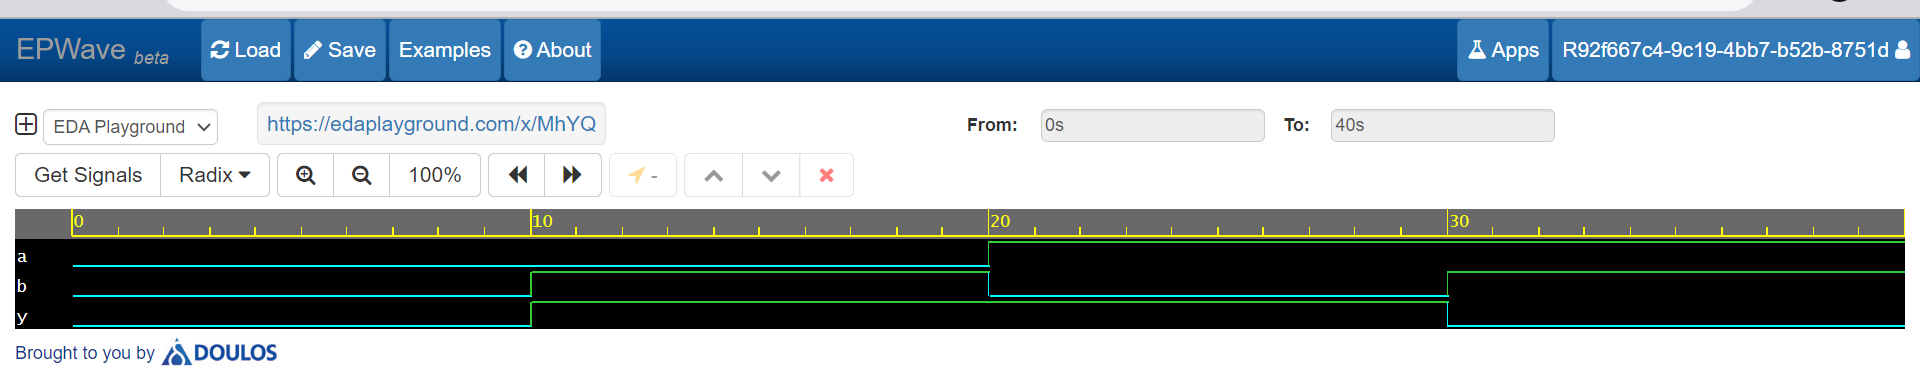 EPWave beta Load Save Examples About Apps R92f667c4-9c19-4bb7-b52b-8751d
EDA Playground https://edaplayground.com/x/MhYQ From: 0s To: 40s
Get Signals Radix 100% -
0 10 20 30
a
b
y
Brought to you by DOULOS